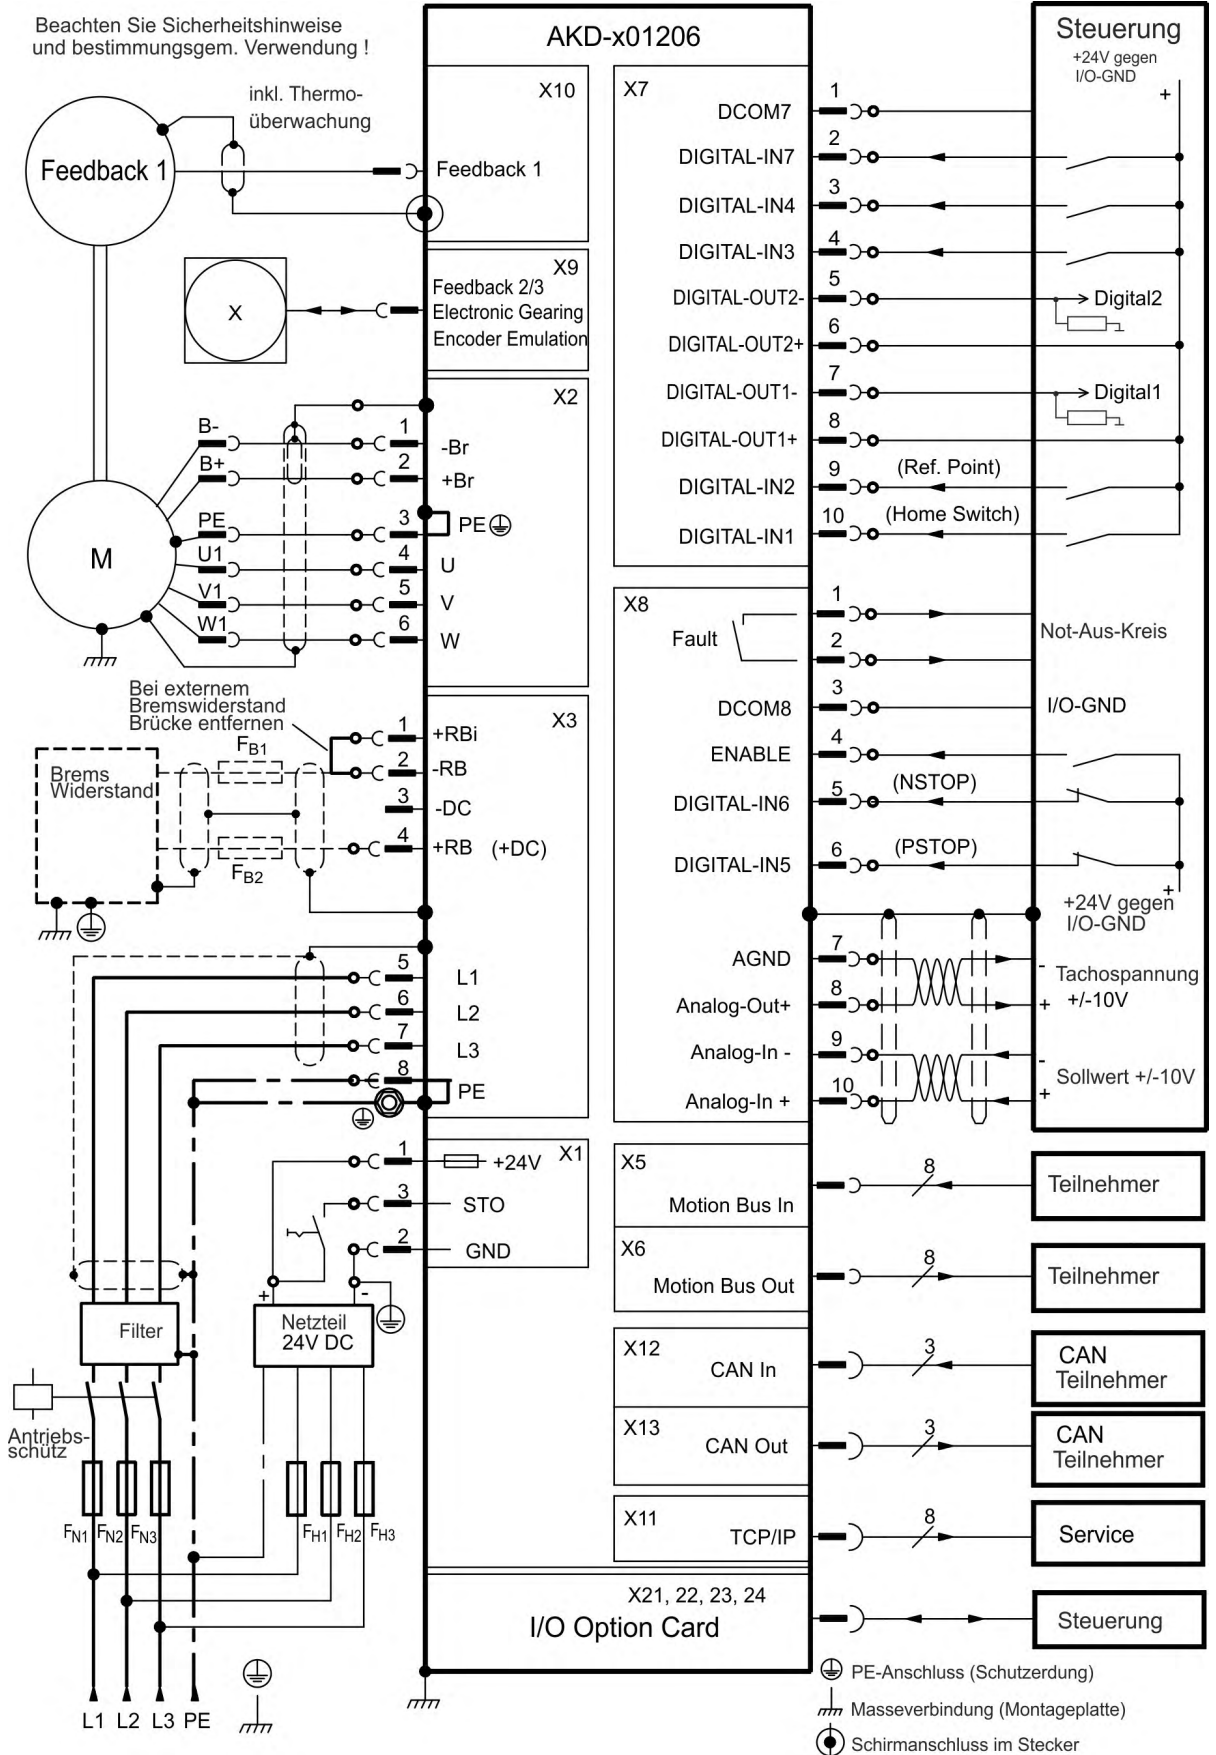 Beachten Sie Sicherheitshinweise
und bestimmungsgem. Verwendung !
AKD-x01206
Steuerung
+24V gegen
I/O-GND
+
inkl. Thermo-
überwachung
Feedback 1
X10
Feedback 1
X
X9
Feedback 2/3
Electronic Gearing
Encoder Emulation
X2
B-
1
-Br
B+
2
+Br
PE
3
PE
U1
4
U
V1
5
V
W1
6
W
M
Bei externem
Bremswiderstand
Brücke entfernen
X3
Brems
Widerstand
FB1
FB2
1
+RBi
2
-RB
3
-DC
4
+RB (+DC)
5
L1
6
L2
7
L3
8
PE
X1
1
+24V
3
STO
2
GND
+
-
Netzteil
24V DC
Filter
Antriebs-
schütz
FN1
FN2
FN3
FH1
FH2
FH3
L1
L2
L3
PE
X7
DCOM7
1
DIGITAL-IN7
2
DIGITAL-IN4
3
DIGITAL-IN3
4
DIGITAL-OUT2-
5
Digital2
DIGITAL-OUT2+
6
DIGITAL-OUT1-
7
Digital1
DIGITAL-OUT1+
8
DIGITAL-IN2
9
(Ref. Point)
DIGITAL-IN1
10
(Home Switch)
X8
Fault
1
2
Not-Aus-Kreis
DCOM8
3
I/O-GND
ENABLE
4
DIGITAL-IN6
5
(NSTOP)
DIGITAL-IN5
6
(PSTOP)
+
+24V gegen
I/O-GND
AGND
7
-
Tachospannung
+/-10V
Analog-Out+
8
+
Analog-In -
9
-
Sollwert +/-10V
Analog-In +
10
+
X5
Motion Bus In
8
Teilnehmer
X6
Motion Bus Out
8
Teilnehmer
X12
CAN In
3
CAN
Teilnehmer
X13
CAN Out
3
CAN
Teilnehmer
X11
TCP/IP
8
Service
X21, 22, 23, 24
I/O Option Card
Steuerung
PE-Anschluss (Schutzerdung)
Masseverbindung (Montageplatte)
Schirmanschluss im Stecker